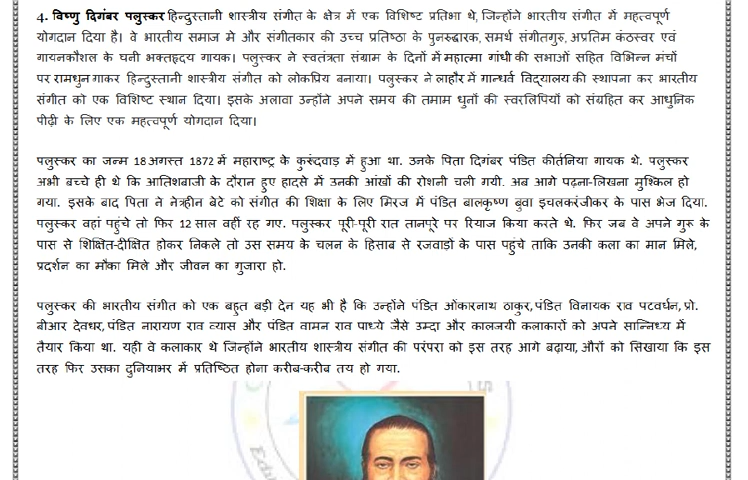 4. विष्णु दिगंबर पलुस्कर हिन्दुस्तानी शास्त्रीय संगीत के क्षेत्र में एक विशिष्ट प्रतिभा थे, जिन्होंने भारतीय संगीत में महत्वपूर्ण
योगदान दिया है। वे भारतीय समाज मे और संगीतकार की उच्च प्रतिष्ठा के पुनरुद्धारक, समर्थ संगीतगुरु, अप्रतिम कंठस्वर एवं
गायनकौशल के घनी भक्तहृदय गायक। पलुस्कर ने स्वतंत्रता संग्राम के दिनों में महात्मा गांधी की सभाओं सहित विभिन्न मंचों
पर रामधुन गाकर हिन्दुस्तानी शास्त्रीय संगीत को लोकप्रिय बनाया। पलुस्कर ने लाहौर में गान्धर्व विद्यालय की स्थापना कर भारतीय
संगीत को एक विशिष्ट स्थान दिया। इसके अलावा उन्होंने अपने समय की तमाम धुनों की स्वरलिपियों को संग्रहित कर आधुनिक
पीढ़ी के लिए एक महत्वपूर्ण योगदान दिया।
पलुस्कर का जन्म 18 अगस्त 1872 में महाराष्ट्र के कुरुंदवाड़ में हुआ था. उनके पिता दिगंबर पंडित कीर्तनिया गायक थे. पलुस्कर
अभी बच्चे ही थे कि आतिशबाजी के दौरान हुए हादसे में उनकी आंखों की रोशनी चली गयी. अब आगे पढ़ना-लिखना मुश्किल हो
गया. इसके बाद पिता ने नेत्रहीन बेटे को संगीत की शिक्षा के लिए मिरज में पंडित बालकृष्ण बुवा इचलकरंजीकर के पास भेज दिया.
पलुस्कर वहां पहुंचे तो फिर 12 साल वहीं रह गए. पलुस्कर पूरी-पूरी रात तानपूरे पर रियाज किया करते थे. फिर जब वे अपने गुरू के
पास से शिक्षित-दीक्षित होकर निकले तो उस समय के चलन के हिसाब से रजवाड़ों के पास पहुंचे ताकि उनकी कला का मान मिले,
प्रदर्शन का मौका मिले और जीवन का गुजारा हो.
पलुस्कर की भारतीय संगीत को एक बहुत बड़ी देन यह भी है कि उन्होंने पंडित ओंकारनाथ ठाकुर, पंडित विनायक राव पटवर्धन, प्रो.
बीआर देवधर, पंडित नारायण राव व्यास और पंडित वामन राव पाध्ये जैसे उम्दा और कालजयी कलाकारों को अपने सान्निध्य में
तैयार किया था. यही वे कलाकार थे जिन्होंने भारतीय शास्त्रीय संगीत की परंपरा को इस तरह आगे बढ़ाया, औरों को सिखाया कि इस
तरह फिर उसका दुनियाभर में प्रतिष्ठित होना करीब-करीब तय हो गया.